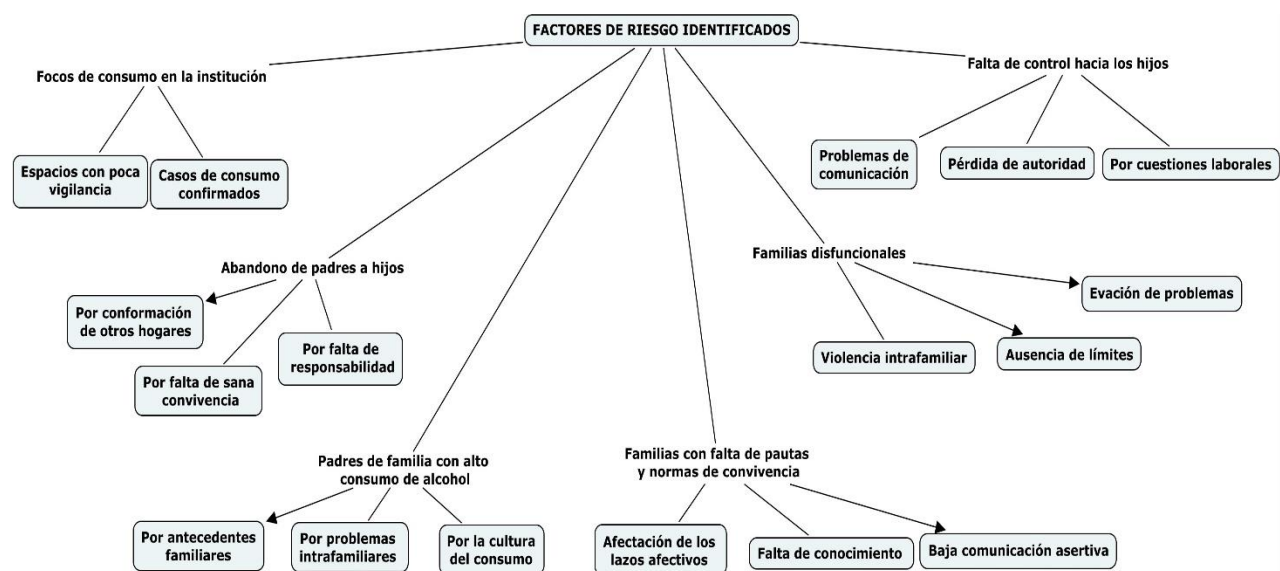 FACTORES DE RIESGO IDENTIFICADOS
Focos de consumo en la institución
Espacios con poca
vigilancia
Casos de consumo
confirmados
Falta de control hacia los hijos
Problemas de
comunicación
Pérdida de autoridad
Por cuestiones laborales
Abandono de padres a hijos
Por conformación
de otros hogares
Por falta de sana
convivencia
Por falta de
responsabilidad
Familias disfuncionales
Violencia intrafamiliar
Ausencia de límites
Evación de problemas
Padres de familia con alto
consumo de alcohol
Por antecedentes
familiares
Por problemas
intrafamiliares
Por la cultura
del consumo
Familias con falta de pautas
y normas de convivencia
Afectación de los
lazos afectivos
Falta de conocimiento
Baja comunicación asertiva